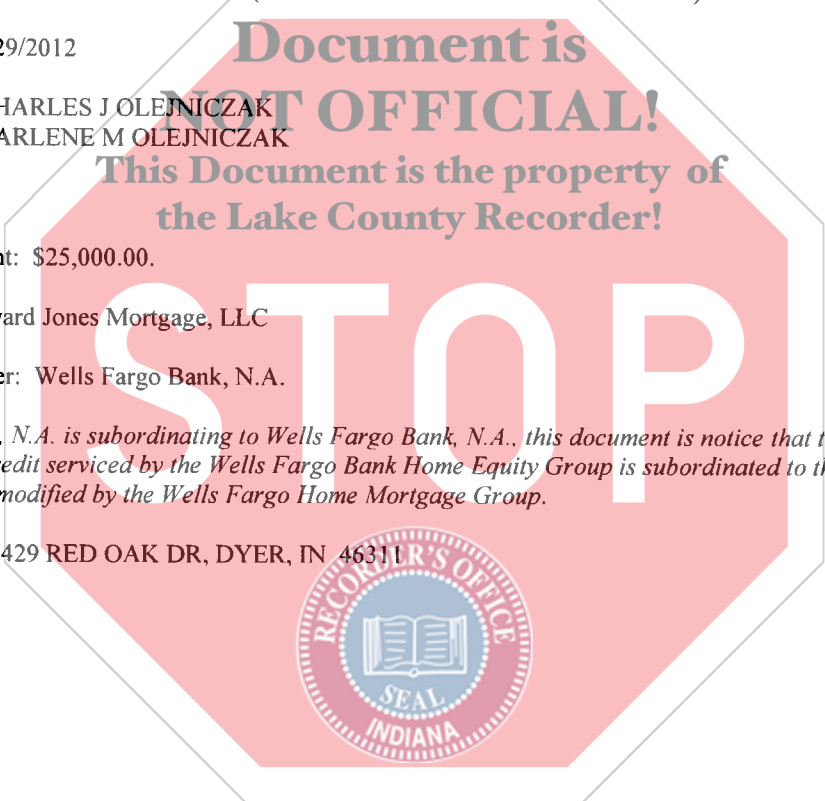 29/2012
Document is
NOT OFFICIAL!
HARLES J OLEJNICZAK
ARLENE M OLEJNICZAK
This Document is the property of
the Lake County Recorder!
nt: $25,000.00.
vard Jones Mortgage, LLC
er: Wells Fargo Bank, N.A.
STOP
, N.A. is subordinating to Wells Fargo Bank, N.A., this document is notice that t
edit serviced by the Wells Fargo Bank Home Equity Group is subordinated to th
modified by the Wells Fargo Home Mortgage Group.
429 RED OAK DR, DYER, IN 46311
RECORDER'S OFFICE
SEAL
INDIANA